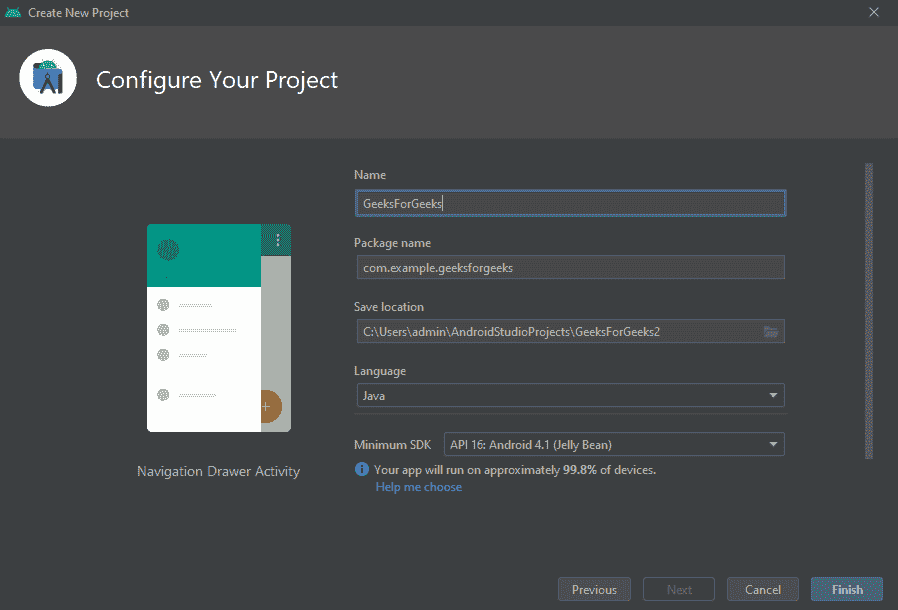 Create New Project
Configure Your Project
Name
GeeksForGeeks
Package name
com.example.geeksforgeeks
Save location
C:\Users\admin\AndroidStudioProjects\GeeksForGeeks2
Language
Java
Minimum SDK
API 16: Android 4.1 (Jelly Bean)
Your app will run on approximately 99.8% of devices.
Help me choose
Navigation Drawer Activity
Previous
Next
Cancel
Finish